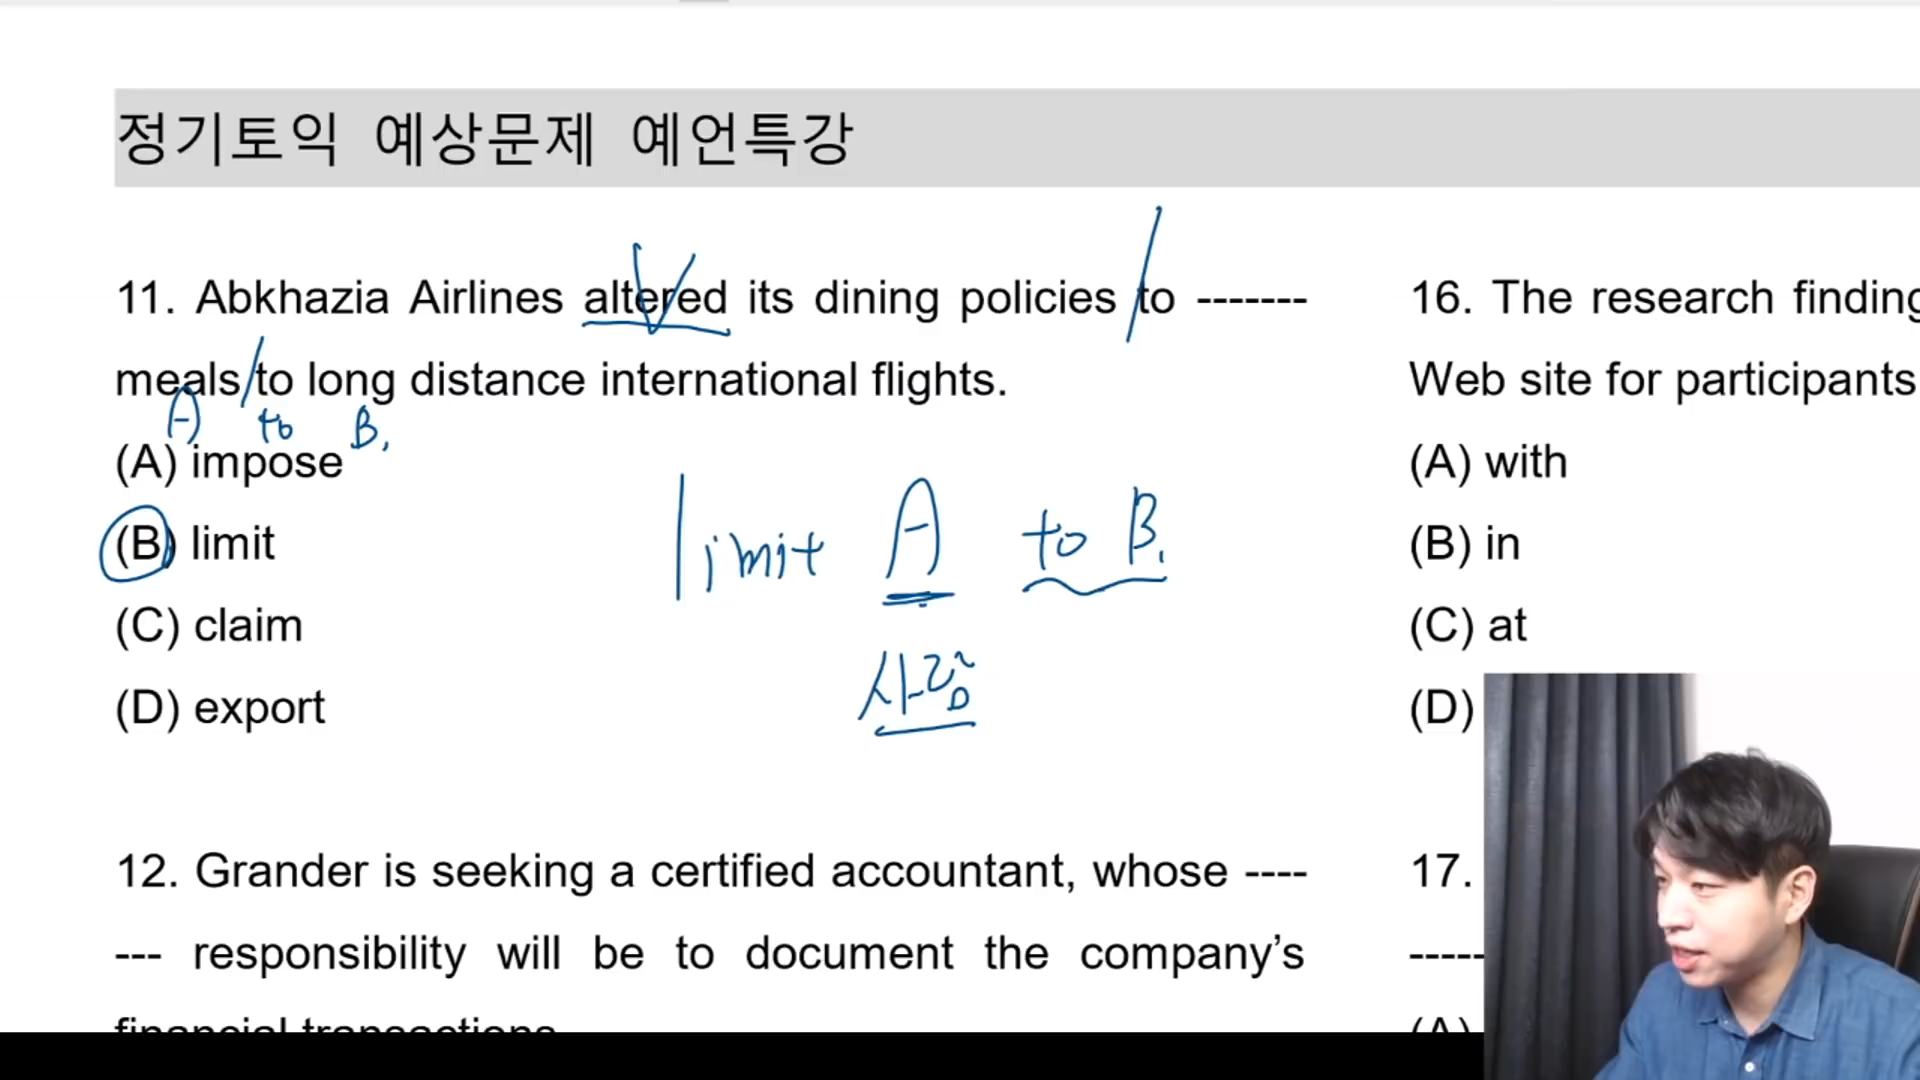 정기토익 예상문제 예언특강
11. Abkhazia Airlines altered its dining policies to -------
meals to long distance international flights.
A to B.
(A) impose
(B) limit
(C) claim
(D) export
limit A to B.
사물
12. Grander is seeking a certified accountant, whose ----
--- responsibility will be to document the company’s
financial transactions
16. The research finding
Web site for participants
(A) with
(B) in
(C) at
(D)
17.
-----
(A)